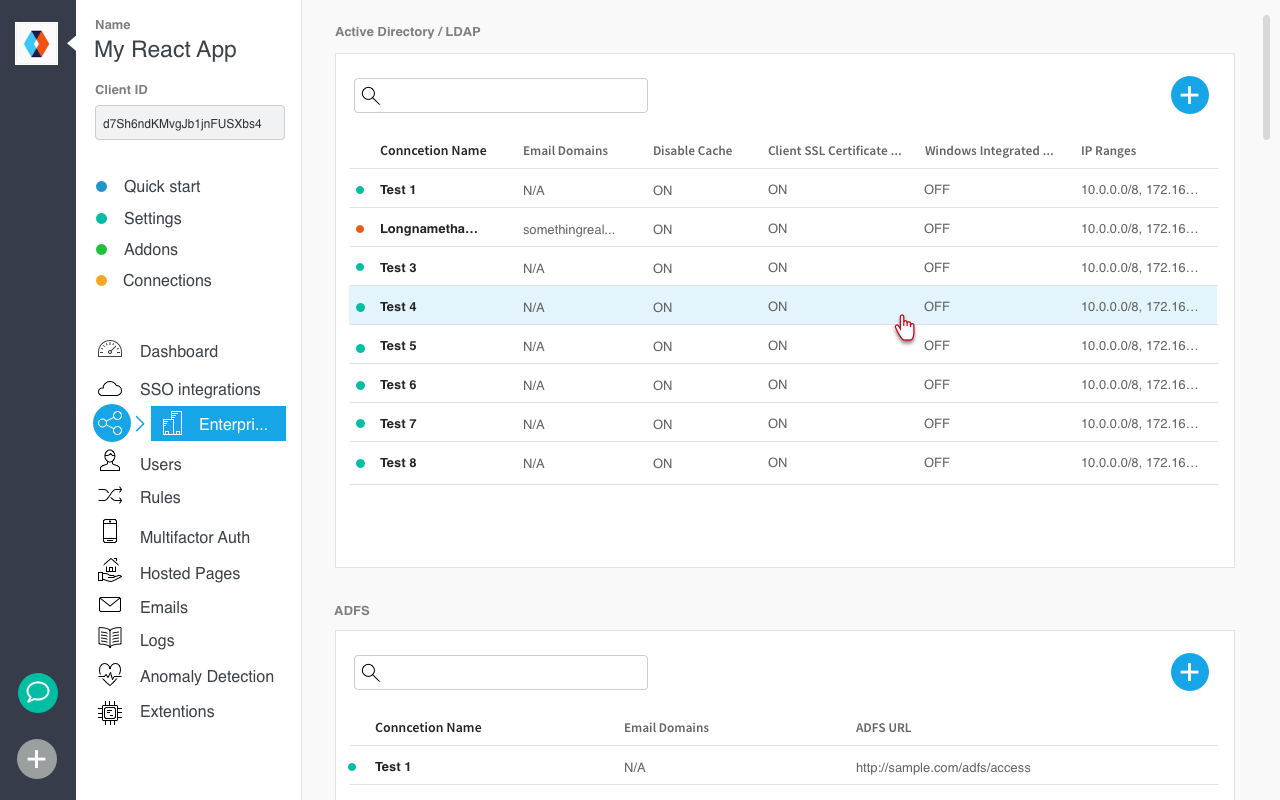 Name
My React App
Client ID
d7Sh6ndKMvgJb1jnFUSXbs4
Quick start
Settings
Addons
Connections
Dashboard
SSO integrations
Enterpri...
Users
Rules
Multifactor Auth
Hosted Pages
Emails
Logs
Anomaly Detection
Extentions
Active Directory / LDAP
Conncetion Name Email Domains Disable Cache Client SSL Certificate ... Windows Integrated ... IP Ranges
Test 1 N/A ON ON OFF 10.0.0.0/8, 172.16…
Longnametha… somethingreal... ON ON OFF 10.0.0.0/8, 172.16…
Test 3 N/A ON ON OFF 10.0.0.0/8, 172.16…
Test 4 N/A ON ON OFF 10.0.0.0/8, 172.16…
Test 5 N/A ON ON OFF 10.0.0.0/8, 172.16…
Test 6 N/A ON ON OFF 10.0.0.0/8, 172.16…
Test 7 N/A ON ON OFF 10.0.0.0/8, 172.16…
Test 8 N/A ON ON OFF 10.0.0.0/8, 172.16…
ADFS
Conncetion Name Email Domains ADFS URL
Test 1 N/A http://sample.com/adfs/access